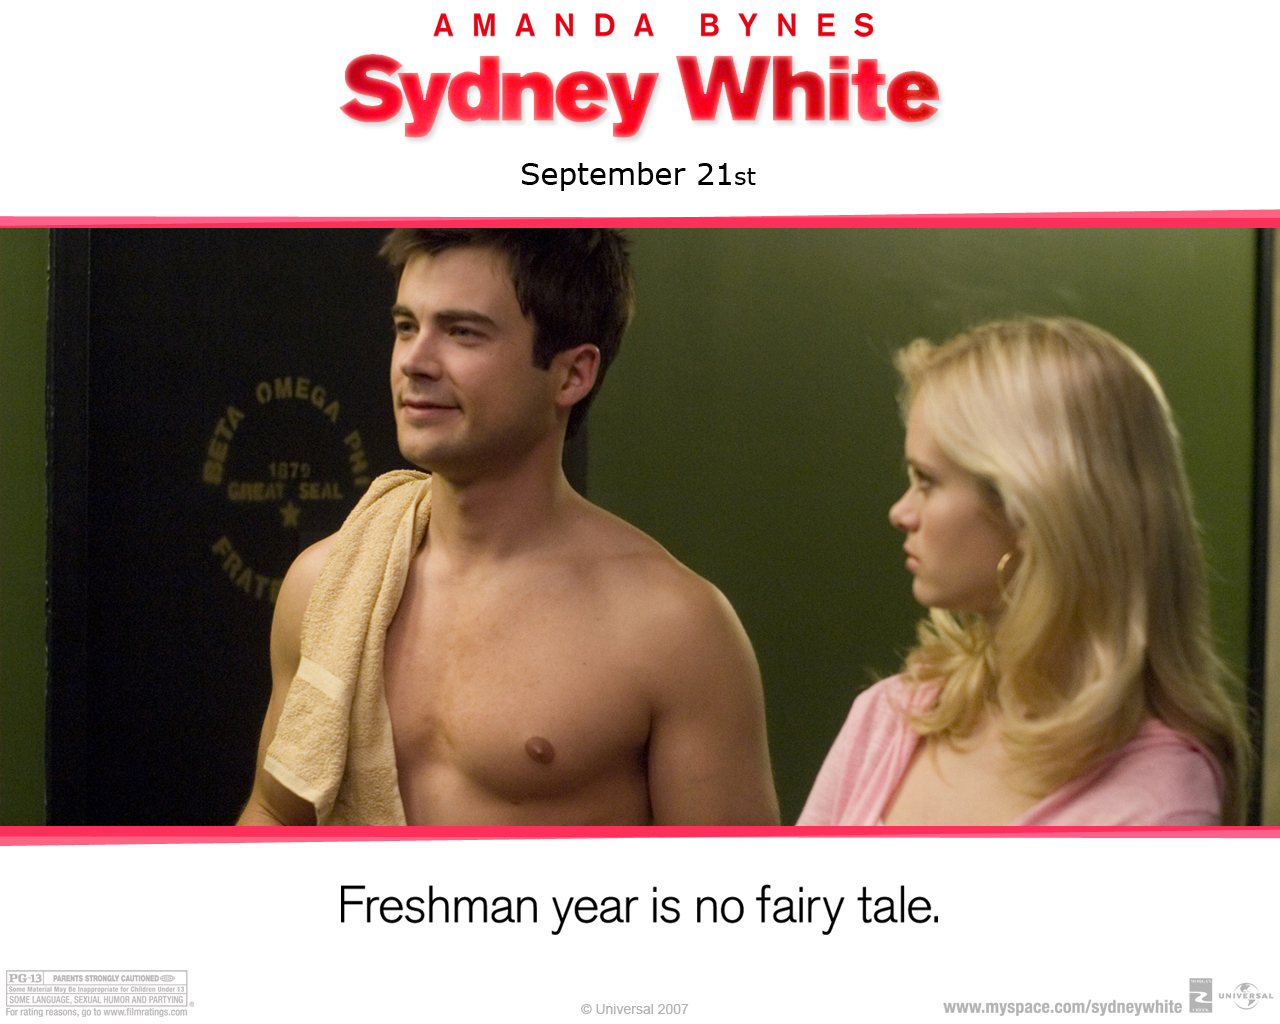 AMANDA BYNES
Sydney White
September 21st
BETA OMEGA PHI
1879
GREAT SEAL
FRATE
Freshman year is no fairy tale.
PG-13 PARENTS STRONGLY CAUTIONED
Some Material May Be Inappropriate for Children Under 13
SOME LANGUAGE, SEXUAL HUMOR AND PARTYING
For rating reasons, go to www.filmratings.com
© Universal 2007
www.myspace.com/sydneywhite
UNIVERSAL